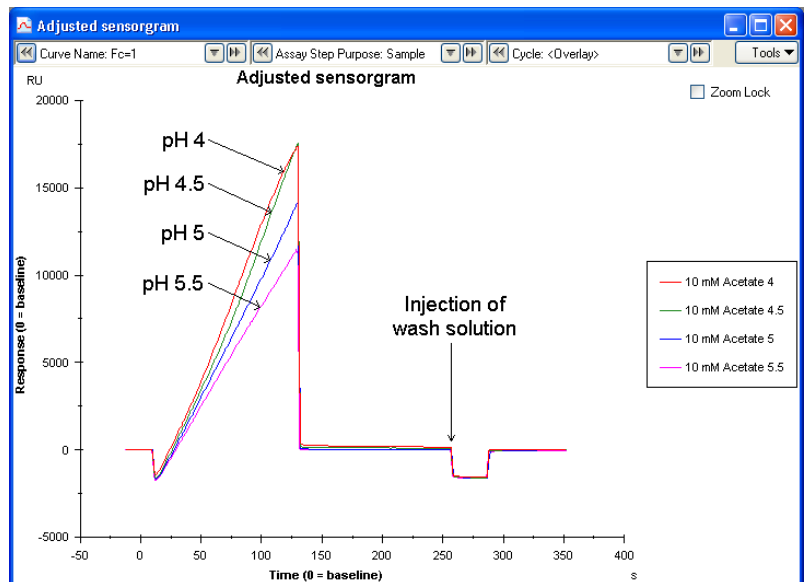 Adjusted sensorgram
Curve Name: Fc=1 Assay Step Purpose: Sample Cycle: <Overlay> Tools
Adjusted sensorgram
RU
Zoom Lock
20000
15000
10000
5000
0
-5000
Response (0 = baseline)
pH 4
pH 4.5
pH 5
pH 5.5
Injection of
wash solution
10 mM Acetate 4
10 mM Acetate 4.5
10 mM Acetate 5
10 mM Acetate 5.5
-50 0 50 100 150 200 250 300 350 400
Time (0 = baseline) s